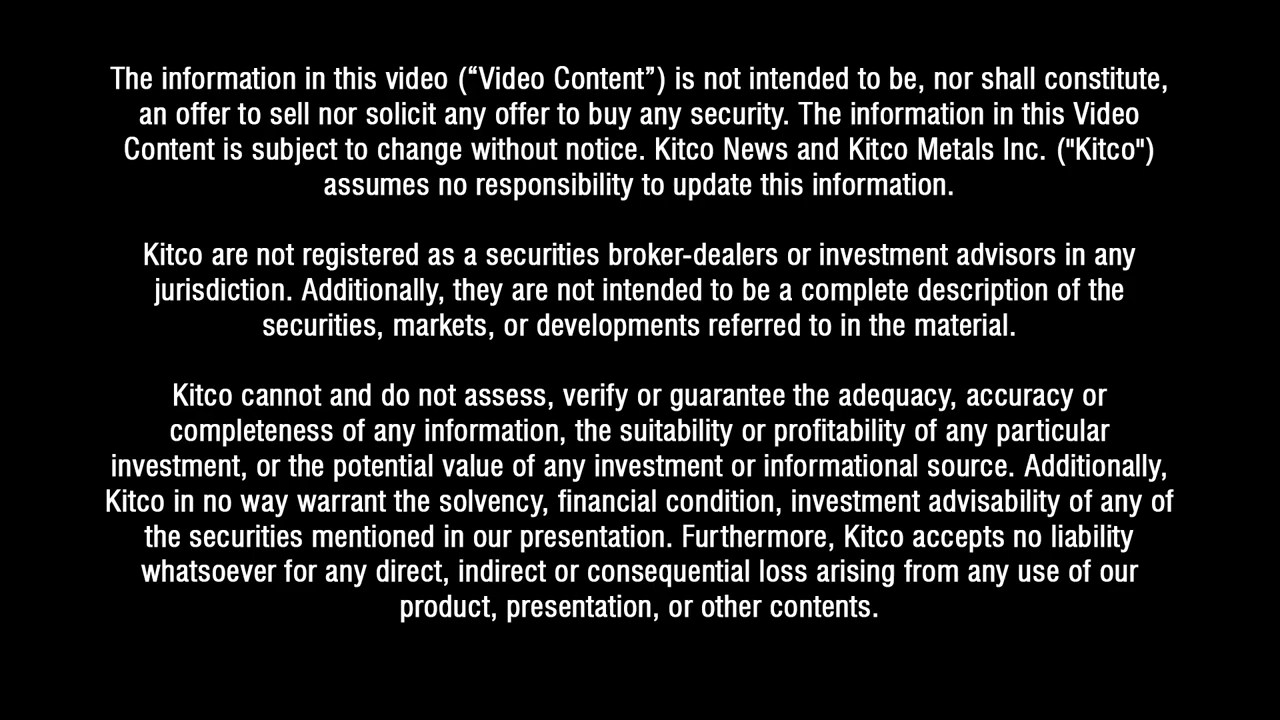 The information in this video (“Video Content”) is not intended to be, nor shall constitute,
an offer to sell nor solicit any offer to buy any security. The information in this Video
Content is subject to change without notice. Kitco News and Kitco Metals Inc. ("Kitco")
assumes no responsibility to update this information.
Kitco are not registered as a securities broker-dealers or investment advisors in any
jurisdiction. Additionally, they are not intended to be a complete description of the
securities, markets, or developments referred to in the material.
Kitco cannot and do not assess, verify or guarantee the adequacy, accuracy or
completeness of any information, the suitability or profitability of any particular
investment, or the potential value of any investment or informational source. Additionally,
Kitco in no way warrant the solvency, financial condition, investment advisability of any of
the securities mentioned in our presentation. Furthermore, Kitco accepts no liability
whatsoever for any direct, indirect or consequential loss arising from any use of our
product, presentation, or other contents.